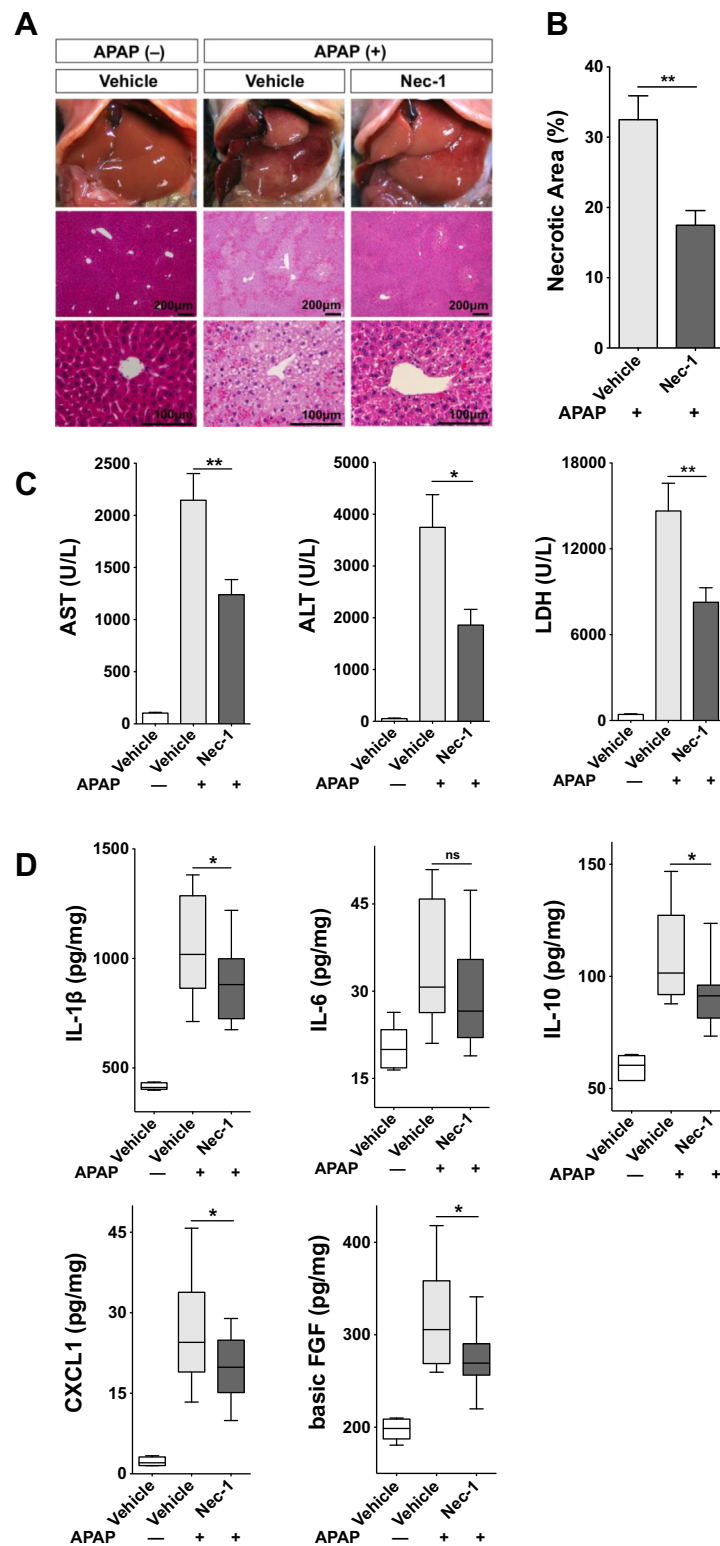 A
APAP (–)
APAP (+)
Vehicle
Vehicle
Nec-1
200μm
200μm
200μm
100μm
100μm
100μm
B
Necrotic Area (%)
40
30
20
10
0
**
Vehicle
Nec-1
APAP + +
C
AST (U/L)
2500
2000
1500
1000
500
0
**
Vehicle
Vehicle
Nec-1
APAP — + +
ALT (U/L)
5000
4000
3000
2000
1000
0
*
Vehicle
Vehicle
Nec-1
APAP — + +
LDH (U/L)
18000
12000
6000
0
**
Vehicle
Vehicle
Nec-1
APAP — + +
D
IL-1β (pg/mg)
1500
1000
500
*
Vehicle
Vehicle
Nec-1
APAP — + +
IL-6 (pg/mg)
45
30
15
ns
Vehicle
Vehicle
Nec-1
APAP — + +
IL-10 (pg/mg)
150
100
50
*
Vehicle
Vehicle
Nec-1
APAP — + +
CXCL1 (pg/mg)
45
30
15
0
*
Vehicle
Vehicle
Nec-1
APAP — + +
basic FGF (pg/mg)
400
300
200
*
Vehicle
Vehicle
Nec-1
APAP — + +